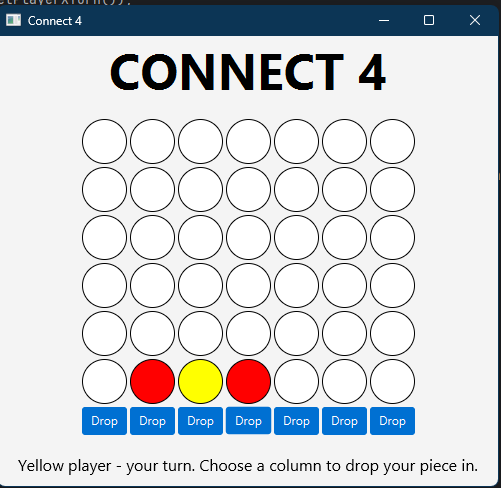 etPlayerXTurn());
Connect 4
CONNECT 4
Drop Drop Drop Drop Drop Drop Drop
Yellow player - your turn. Choose a column to drop your piece in.